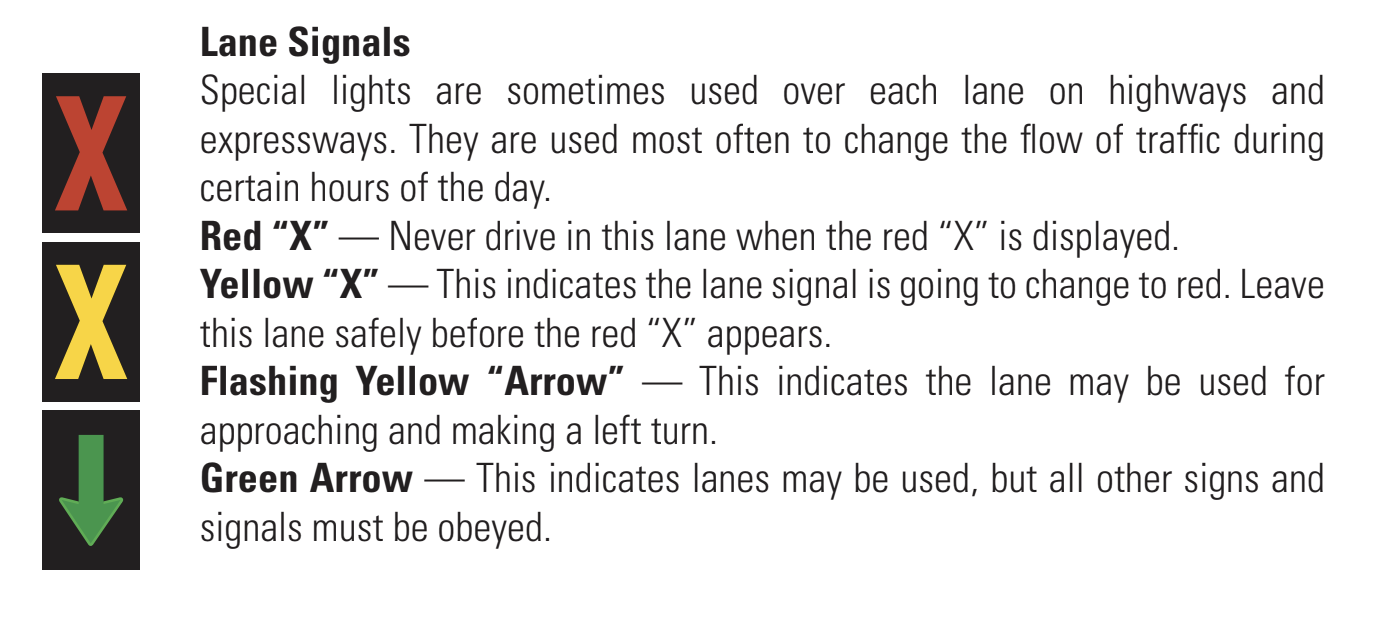 Lane Signals
Special lights are sometimes used over each lane on highways and
expressways. They are used most often to change the flow of traffic during
certain hours of the day.
Red “X” — Never drive in this lane when the red “X” is displayed.
Yellow “X” — This indicates the lane signal is going to change to red. Leave
this lane safely before the red “X” appears.
Flashing Yellow “Arrow” — This indicates the lane may be used for
approaching and making a left turn.
Green Arrow — This indicates lanes may be used, but all other signs and
signals must be obeyed.
X
X